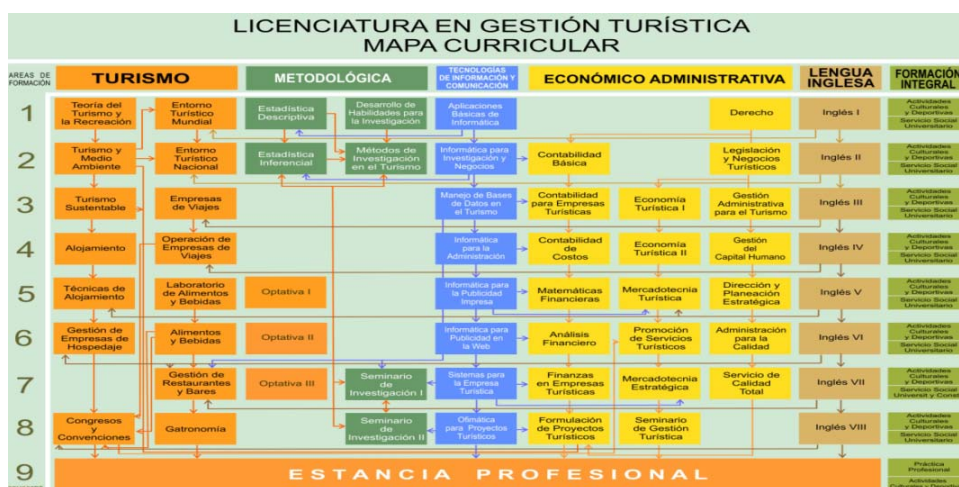 LICENCIATURA EN GESTIÓN TURÍSTICA
MAPA CURRICULAR
AREAS DE
FORMACIÓN
TURISMO
METODOLÓGICA
TECNOLOGÍAS
DE INFORMACIÓN Y
COMUNICACIÓN
ECONÓMICO ADMINISTRATIVA
LENGUA
INGLESA
FORMACIÓN
INTEGRAL
1
Teoría del
Turismo y
la Recreación
Entorno
Turístico
Mundial
Estadística
Descriptiva
Desarrollo de
Habilidades para
la Investigación
Aplicaciones
Básicas de
Informática
Derecho
Inglés I
Actividades
Culturales
y Deportivas
Servicio Social
Universitario
2
Turismo y
Medio
Ambiente
Entorno
Turístico
Nacional
Estadística
Inferencial
Métodos de
Investigación
en el Turismo
Informática para
Investigación y
Negocios
Contabilidad
Básica
Legislación
y Negocios
Turísticos
Inglés II
Actividades
Culturales
y Deportivas
Servicio Social
Universitario
3
Turismo
Sustentable
Empresas
de Viajes
Manejo de Bases
de Datos en
el Turismo
Contabilidad
para Empresas
Turísticas
Economía
Turística I
Gestión
Administrativa
para el Turismo
Inglés III
Actividades
Culturales
y Deportivas
Servicio Social
Universitario
4
Alojamiento
Operación de
Empresas de
Viajes
Informática
para la
Administración
Contabilidad
de
Costos
Economía
Turística II
Gestión
del
Capital Humano
Inglés IV
Actividades
Culturales
y Deportivas
Servicio Social
Universitario
5
Técnicas de
Alojamiento
Laboratorio
de Alimentos
y Bebidas
Optativa I
Informática para
la Publicidad
Impresa
Matemáticas
Financieras
Mercadotecnia
Turística
Dirección y
Planeación
Estratégica
Inglés V
Actividades
Culturales
y Deportivas
Servicio Social
Universitario
6
Gestión de
Empresas de
Hospedaje
Alimentos
y Bebidas
Optativa II
Informática para
Publicidad en
la Web
Análisis
Financiero
Promoción
de Servicios
Turísticos
Administración
para la
Calidad
Inglés VI
Actividades
Culturales
y Deportivas
Servicio Social
Universitario
7
Gestión de
Restaurantes
y Bares
Optativa III
Seminario
de
Investigación I
Sistemas para
la Empresa
Turística
Finanzas
en Empresas
Turísticas
Mercadotecnia
Estratégica
Servicio de
Calidad
Total
Inglés VII
Actividades
Culturales
y Deportivas
Servicio Social
Universit y Const
8
Congresos
y
Convenciones
Gatronomía
Seminario
de
Investigación II
Ofimática
para Proyectos
Turísticos
Formulación
de Proyectos
Turísticos
Seminario
de Gestión
Turística
Inglés VIII
Actividades
Culturales
y Deportivas
Servicio Social
Universitario
9
ESTANCIA PROFESIONAL
Práctica
Profesional
Actividades